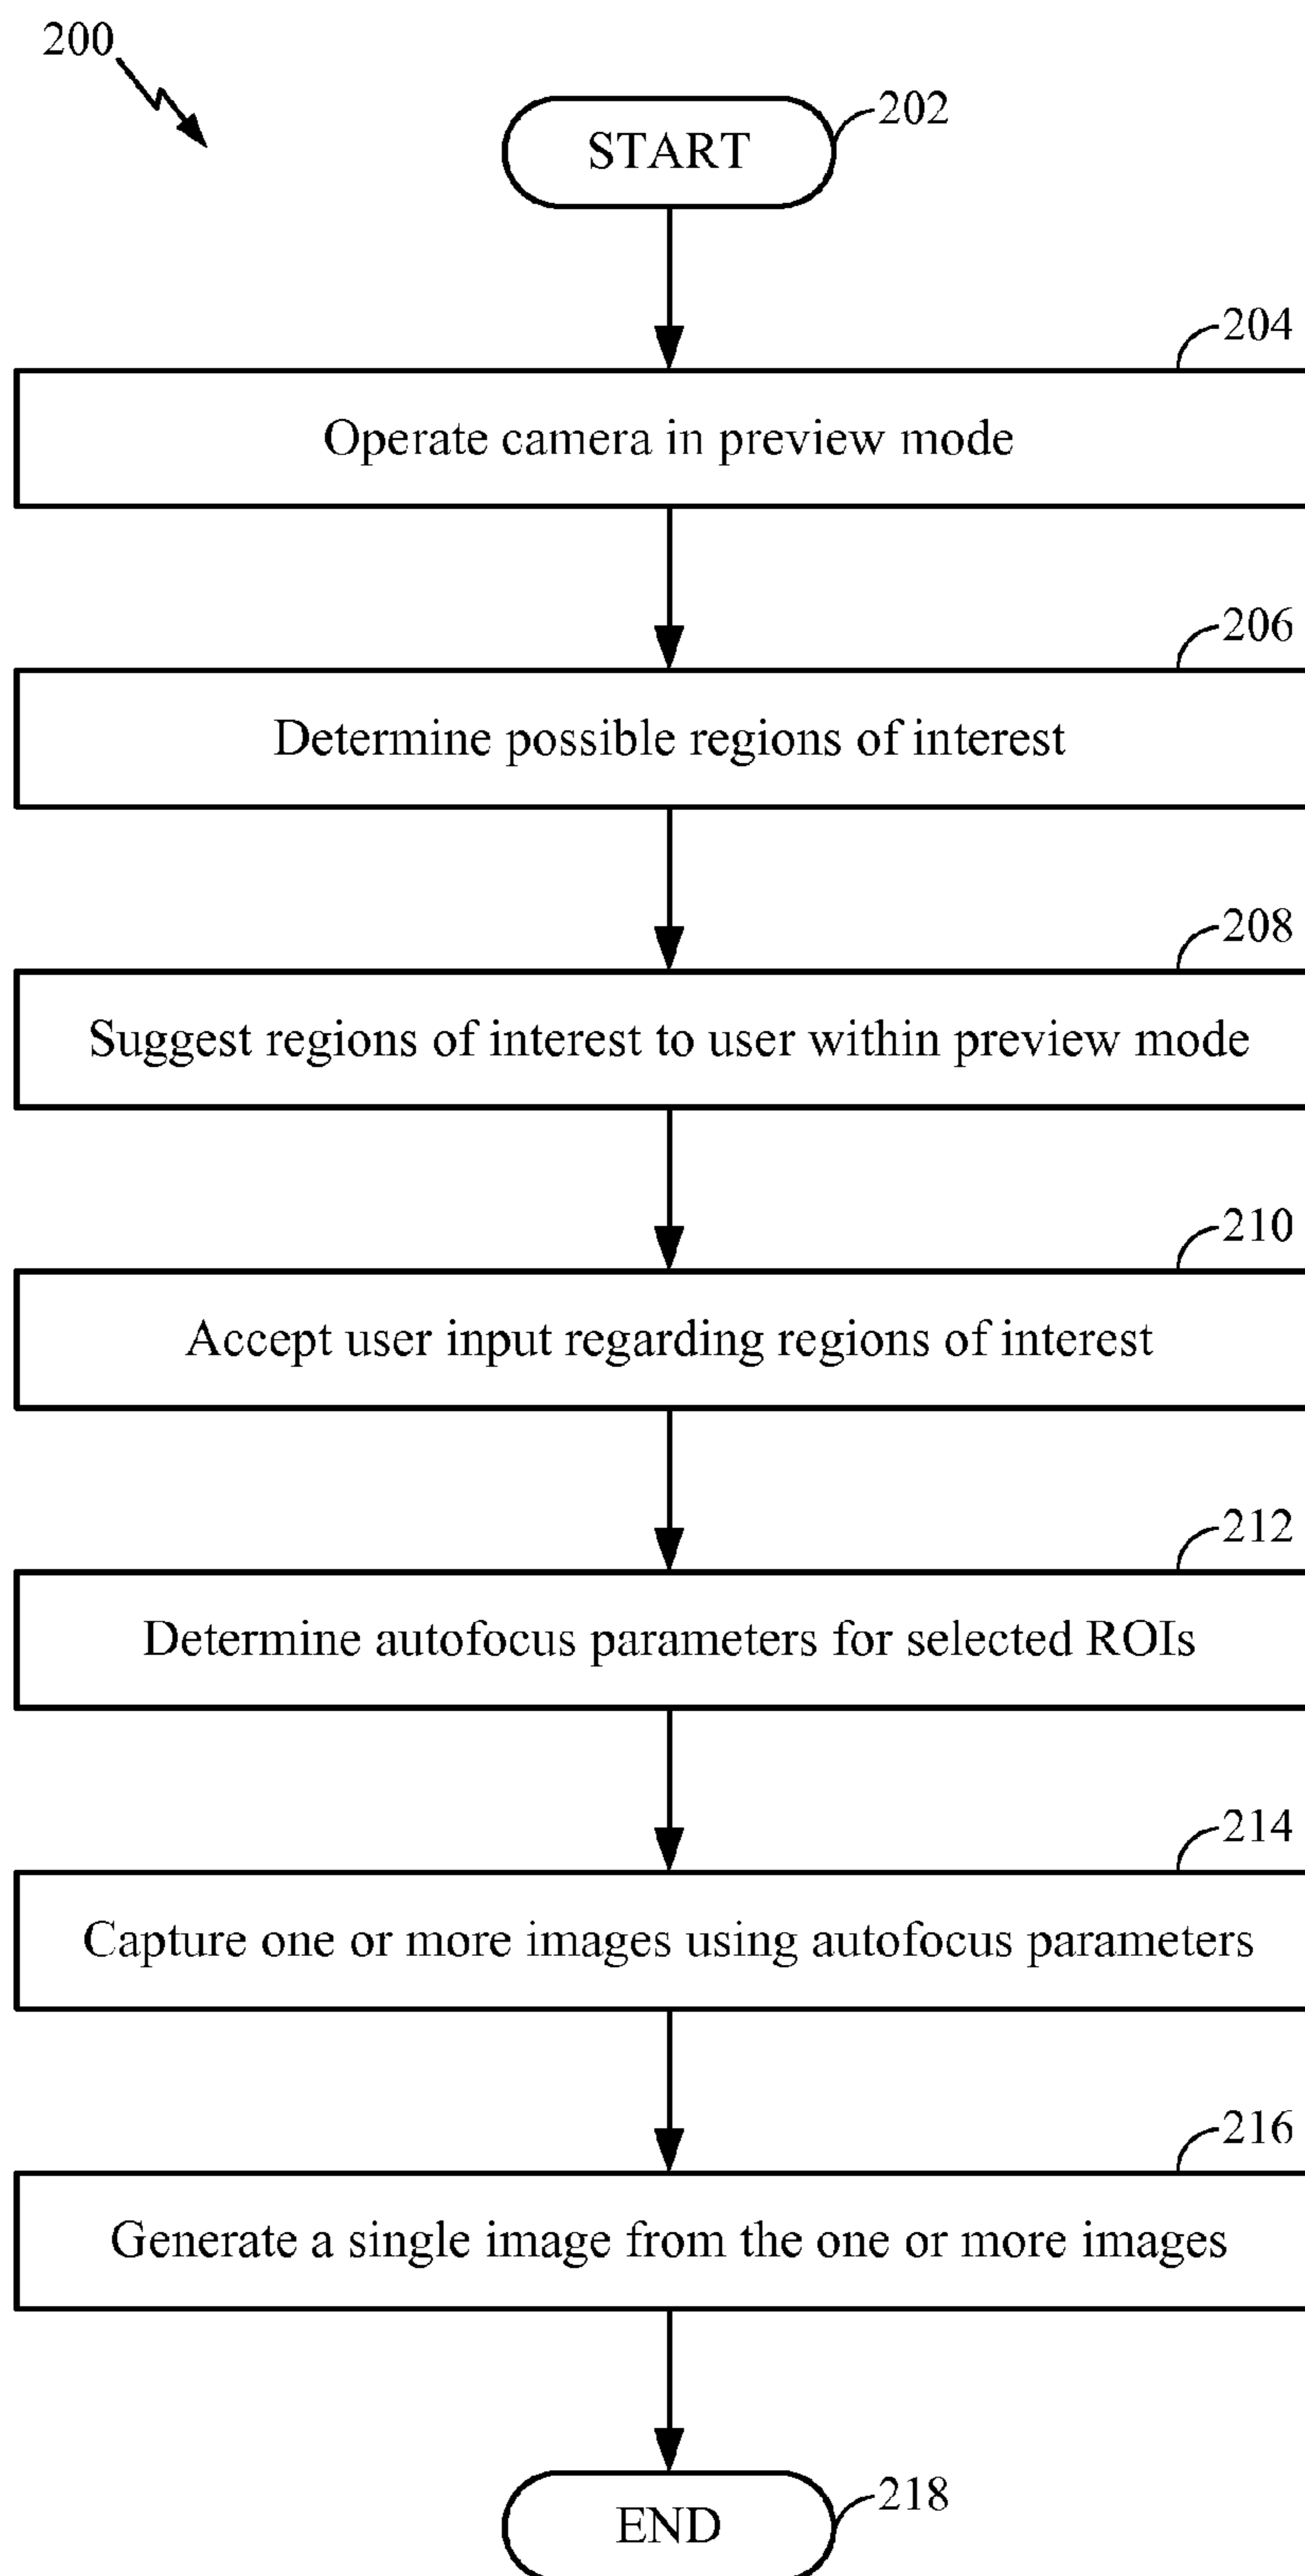 200
START
202
204
Operate camera in preview mode
206
Determine possible regions of interest
208
Suggest regions of interest to user within preview mode
210
Accept user input regarding regions of interest
212
Determine autofocus parameters for selected ROIs
214
Capture one or more images using autofocus parameters
216
Generate a single image from the one or more images
END
218